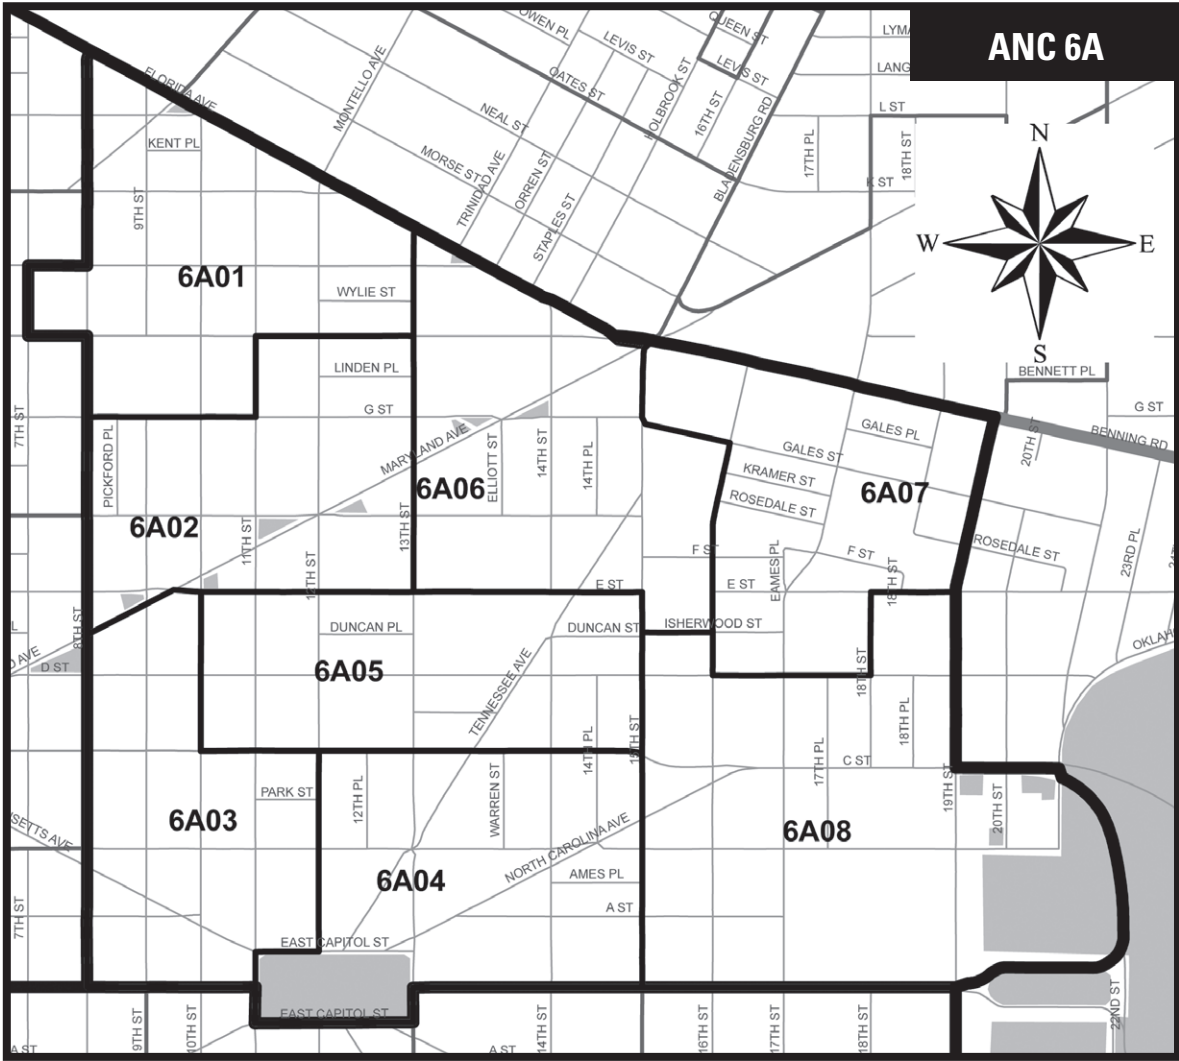 ANC 6A
OWEN PL
QUEEN ST
LEVIS ST
LEVIS ST
LYMA
LANG
FLORIDA AVE
OATES ST
MONTELLO AVE
HOLBROOK ST
16TH ST
BLADENSBURG RD
L ST
NEAL ST
KENT PL
MORSE ST
TRINIDAD AVE
ORREN ST
STAPLES ST
17TH PL
18TH ST
K ST
N
W
E
S
9TH ST
6A01
WYLIE ST
LINDEN PL
BENNETT PL
G ST
G ST
7TH ST
PICKFORD PL
MARYLAND AVE
ELLIOTT ST
14TH ST
14TH PL
GALES PL
GALES ST
20TH ST
BENNING RD
KRAMER ST
ROSEDALE ST
6A06
6A07
6A02
11TH ST
13TH ST
F ST
F ST
EAMES PL
ROSEDALE ST
23RD PL
24T
12TH ST
E ST
E ST
18TH ST
8TH ST
L
DUNCAN PL
DUNCAN ST
ISHERWOOD ST
OKLAH
D AVE
D ST
6A05
TENNESSEE AVE
18TH ST
18TH PL
14TH PL
15TH ST
17TH PL
C ST
PARK ST
12TH PL
WARREN ST
19TH ST
20TH ST
SETTS AVE
6A03
6A08
NORTH CAROLINA AVE
6A04
AMES PL
7TH ST
A ST
EAST CAPITOL ST
EAST CAPITOL ST
22ND ST
9TH ST
10TH ST
14TH ST
16TH ST
17TH ST
18TH ST
A ST
A ST